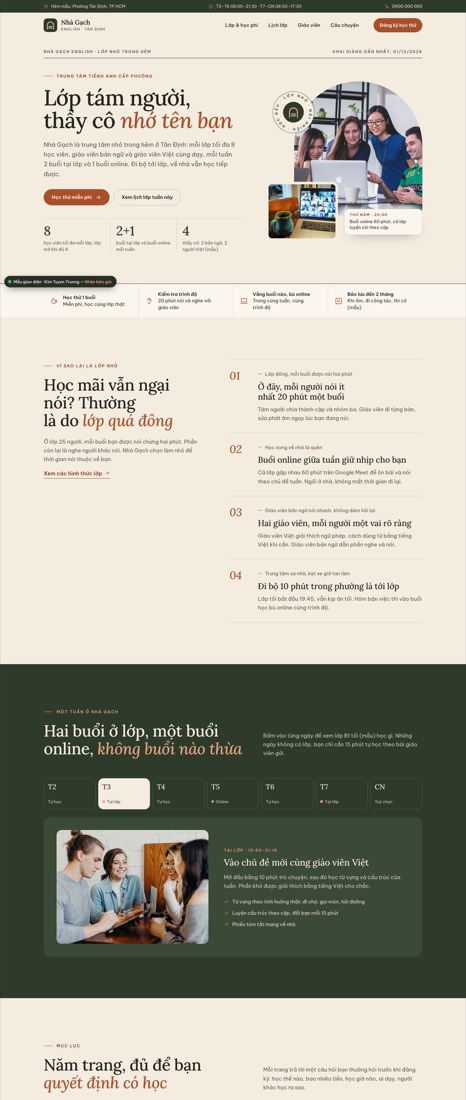 Hẻm mẫu, Phường Tân Định, TP.HCM
T2–T6 08:00–21:30 T7–CN 08:00–17:30
0900 000 000
Nhà Gạch
ENGLISH · TÂN ĐỊNH
Lớp & học phí
Lịch lớp
Giáo viên
Câu chuyện
Đăng ký học thử
NHÀ GẠCH ENGLISH · LỚP NHỎ TRONG HẺM
KHAI GIẢNG GẦN NHẤT: 01/12/2026
TRUNG TÂM TIẾNG ANH CẤP PHƯỜNG
Lớp tám người,
thầy cô nhớ tên bạn
Nhà Gạch là trung tâm nhỏ trong hẻm ở Tân Định: mỗi lớp tối đa 8
học viên, giáo viên bản ngữ và giáo viên Việt cùng dạy, mỗi tuần
2 buổi tại lớp và 1 buổi online. Đi bộ tới lớp, về nhà vẫn học tiếp
được.
Học thử miễn phí →
Xem lịch lớp tuần này
THỨ NĂM · 20:00
Buổi online 60 phút, cả lớp
luyện nói theo cặp
8
học viên tối đa mỗi lớp, lớp
mở khi đủ 4
2+1
buổi tại lớp và buổi online
mỗi tuần
4
thầy cô: 2 bản ngữ, 2
người Việt (mẫu)
Mẫu giao diện · Kim Tuyen Truong – Nhận báo giá
Học thử 1 buổi
Miễn phí, học cùng lớp thật
Kiểm tra trình độ
20 phút nói và nghe với
giáo viên
Vắng buổi nào, bù online
Trong cùng tuần, cùng
trình độ
Bảo lưu đến 2 tháng
Khi ốm, đi công tác, thi cử
(mẫu)
VÌ SAO LẠI LÀ LỚP NHỎ
Học mãi vẫn ngại
nói? Thường
là do lớp quá đông
Ở lớp 25 người, mỗi bạn được nói chừng hai phút. Phần
còn lại là nghe người khác nói. Nhà Gạch chọn làm nhỏ để
thời gian nói thuộc về bạn.
Xem các hình thức lớp
01
— Lớp đông, mỗi buổi được nói hai phút
Ở đây, mỗi người nói ít
nhất 20 phút một buổi
Tám người chia thành cặp và nhóm ba. Giáo viên đi từng bàn,
sửa phát âm ngay lúc bạn đang nói.
02
— Học xong về nhà là quên
Buổi online giữa tuần giữ nhịp cho bạn
Cả lớp gặp nhau 60 phút trên Google Meet để ôn bài và nói
theo chủ đề tuần. Ngồi ở nhà, không mất thời gian đi lại.
03
— Giáo viên bản ngữ nói nhanh, không dám hỏi lại
Hai giáo viên, mỗi người một vai rõ ràng
Giáo viên Việt giải thích ngữ pháp, cách dùng từ bằng tiếng
Việt khi cần. Giáo viên bản ngữ dẫn phần nghe và nói.
04
— Trung tâm xa nhà, kẹt xe giờ tan làm
Đi bộ 10 phút trong phường là tới lớp
Lớp tối bắt đầu 19:45, vẫn kịp ăn tối. Hôm bận việc thì vào buổi
học bù online cùng trình độ.
MỘT TUẦN Ở NHÀ GẠCH
Hai buổi ở lớp, một buổi
online, không buổi nào thừa
Bấm vào từng ngày để xem lớp B1 tối (mẫu) học gì. Những
ngày không có lớp, bạn chỉ cần 15 phút tự học theo bài giáo
viên gửi.
T2
Tự học
T3
Tại lớp
T4
Tự học
T5
Online
T6
Tự học
T7
Tại lớp
CN
Tuỳ chọn
TẠI LỚP · 19:45–21:15
Vào chủ đề mới cùng giáo viên Việt
Mở đầu bằng 10 phút trò chuyện, sau đó học từ vựng và cấu trúc của
tuần. Phần khó được giải thích bằng tiếng Việt cho chắc.
Từ vựng theo tình huống thật: đi chợ, gọi món, hỏi đường
Luyện cấu trúc theo cặp, đổi bạn mỗi 10 phút
Phiếu tóm tắt mang về nhà
MỤC LỤC
Năm trang, đủ để bạn
quyết định có học
Mỗi trang trả lời một câu hỏi bạn thường hỏi trước khi đăng
ký: học thế nào, bao nhiêu tiền, học giờ nào, ai dạy, người
khác học ra sao.